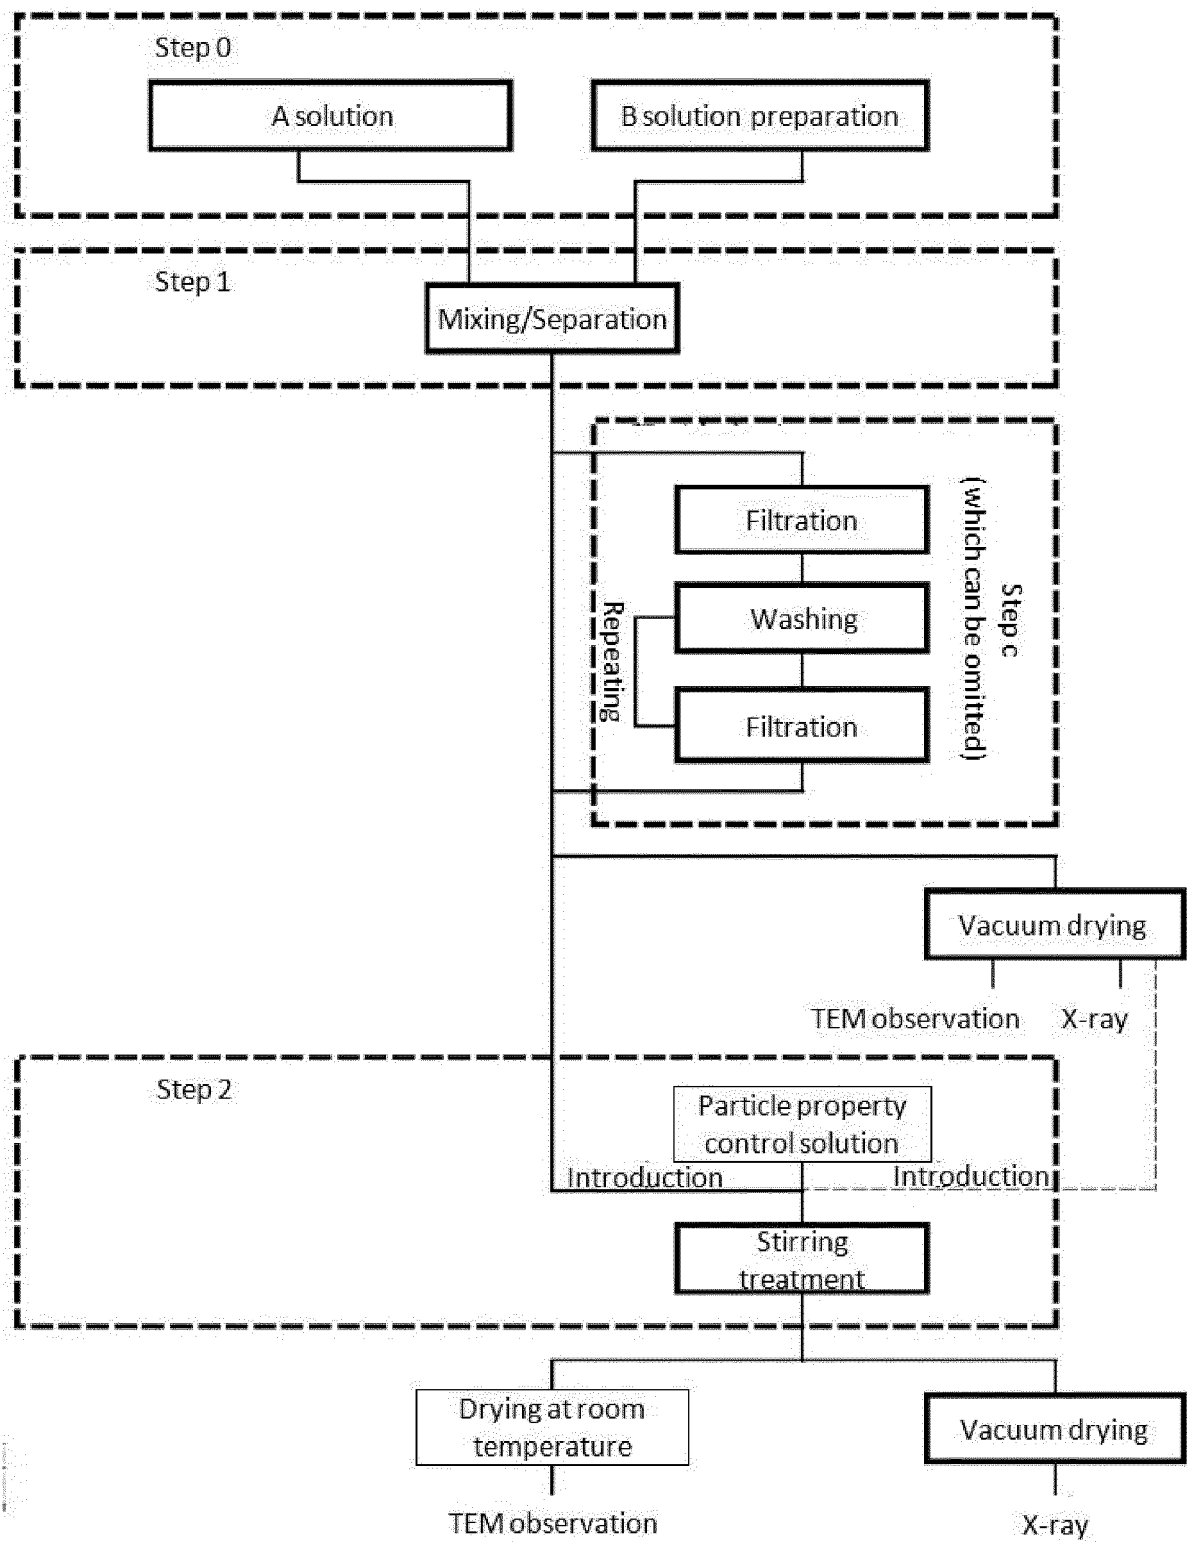 Step 0
A solution
B solution preparation
Step 1
Mixing/Separation
Filtration
Washing
Filtration
Repeating
Step c
(which can be omitted)
Vacuum drying
TEM observation
X-ray
Step 2
Particle property
control solution
Introduction
Introduction
Stirring
treatment
Drying at room
temperature
Vacuum drying
TEM observation
X-ray